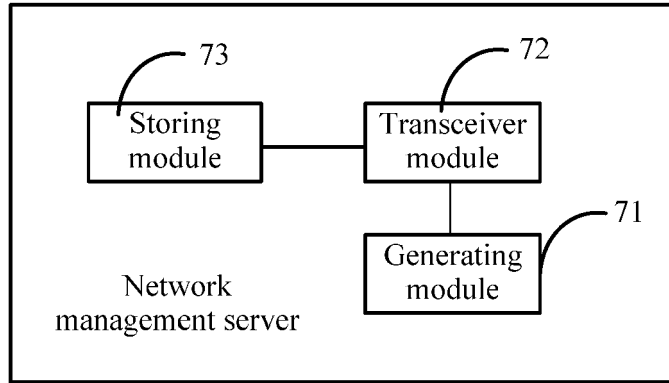 73
72
Storing
module
Transceiver
module
71
Generating
module
Network
management server